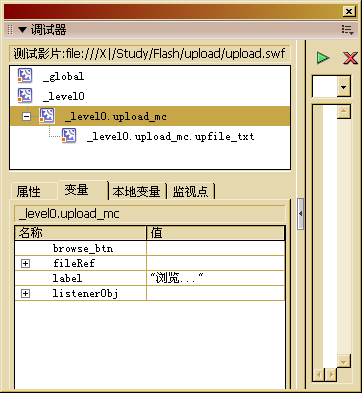 调试器
测试影片:file:///X|/Study/Flash/upload/upload.swf
_global
_level0
_level0.upload_mc
_level0.upload_mc.upfile_txt
属性 变量 本地变量 监视点
_level0.upload_mc
名称 值
browse_btn
fileRef
label "浏览..."
listenerObj